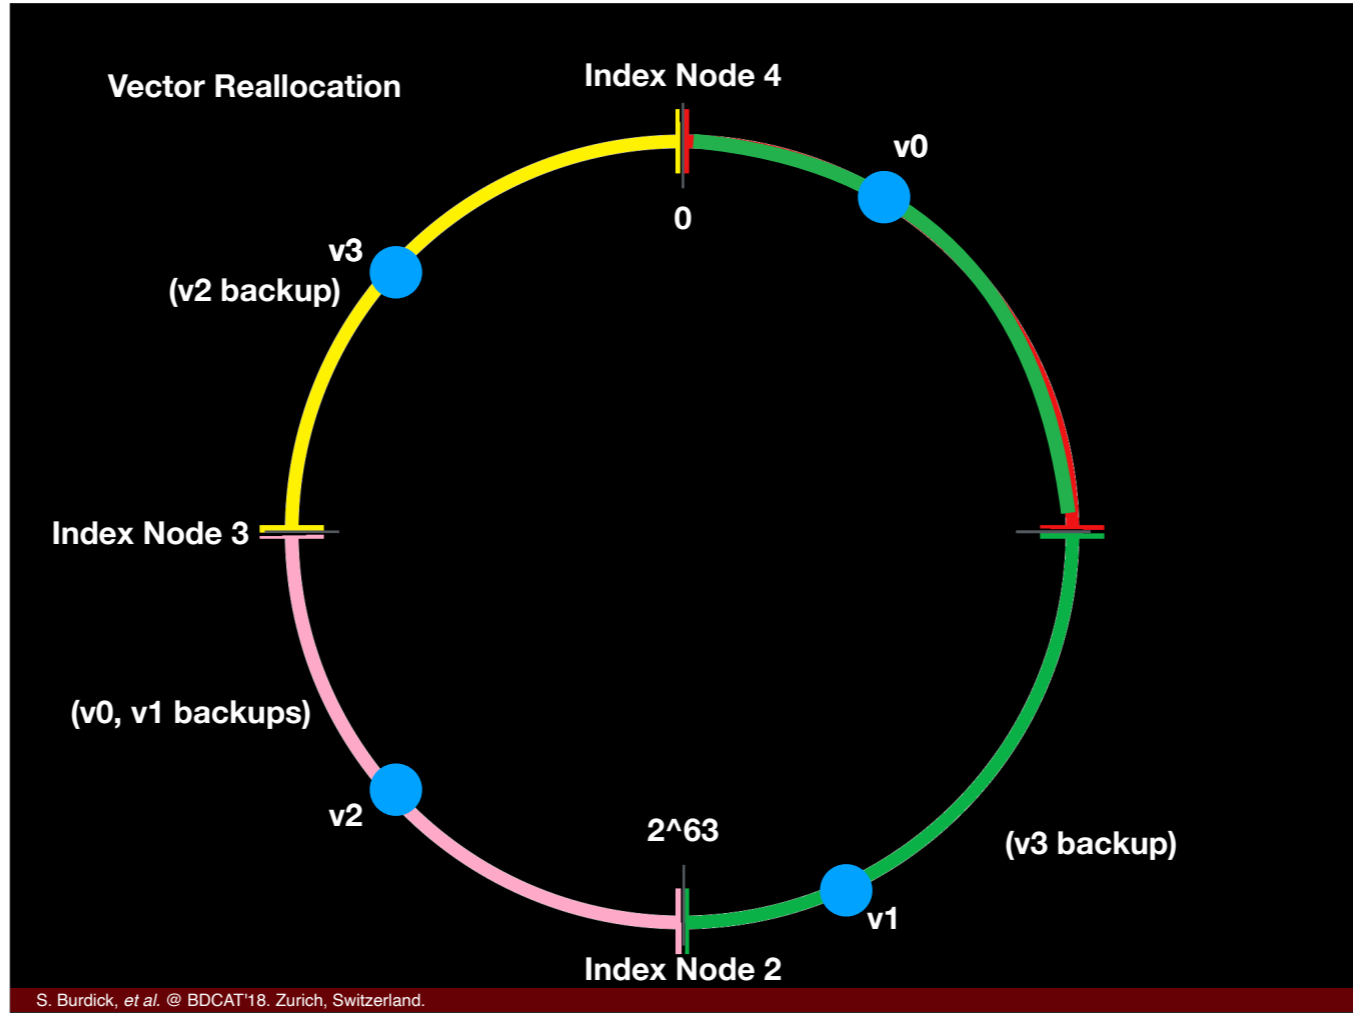 Vector Reallocation
Index Node 4
v0
0
v3
(v2 backup)
Index Node 3
(v0, v1 backups)
v2
2^63
(v3 backup)
v1
Index Node 2
S. Burdick, et al. @ BDCAT'18. Zurich, Switzerland.